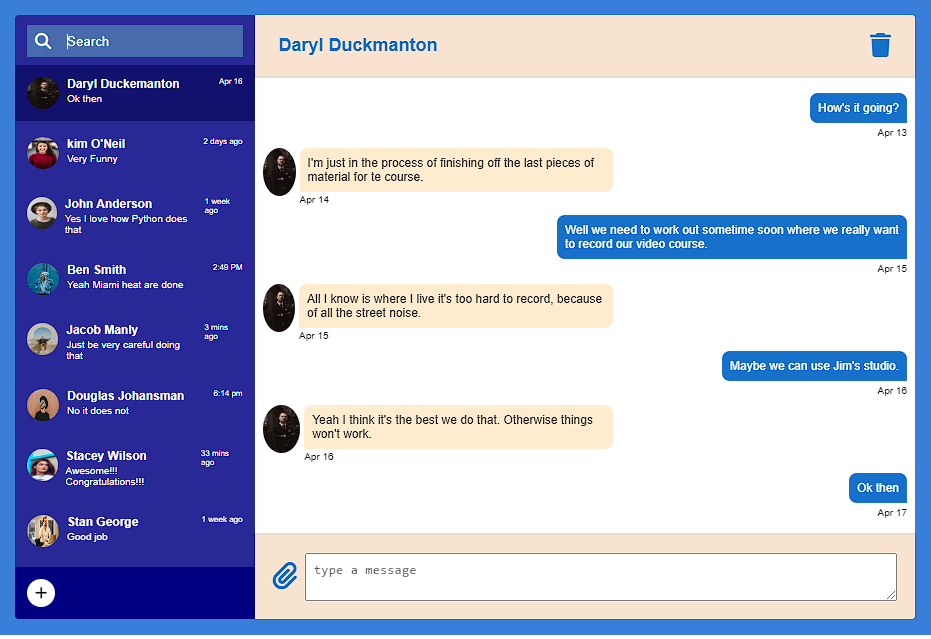 Search
Daryl Duckemanton
Apr 16
Ok then
kim O'Neil
2 days ago
Very Funny
John Anderson
1 week
ago
Yes I love how Python does
that
Ben Smith
2:49 PM
Yeah Miami heat are done
Jacob Manly
3 mins
ago
Just be very careful doing
that
Douglas Johansman
6:14 pm
No it does not
Stacey Wilson
33 mins
ago
Awesome!!!
Congratulations!!!
Stan George
1 week ago
Good job
Daryl Duckmanton
How's it going?
Apr 13
I'm just in the process of finishing off the last pieces of
material for te course.
Apr 14
Well we need to work out sometime soon where we really want
to record our video course.
Apr 15
All I know is where I live it's too hard to record, because
of all the street noise.
Apr 15
Maybe we can use Jim's studio.
Apr 16
Yeah I think it's the best we do that. Otherwise things
won't work.
Apr 16
Ok then
Apr 17
type a message